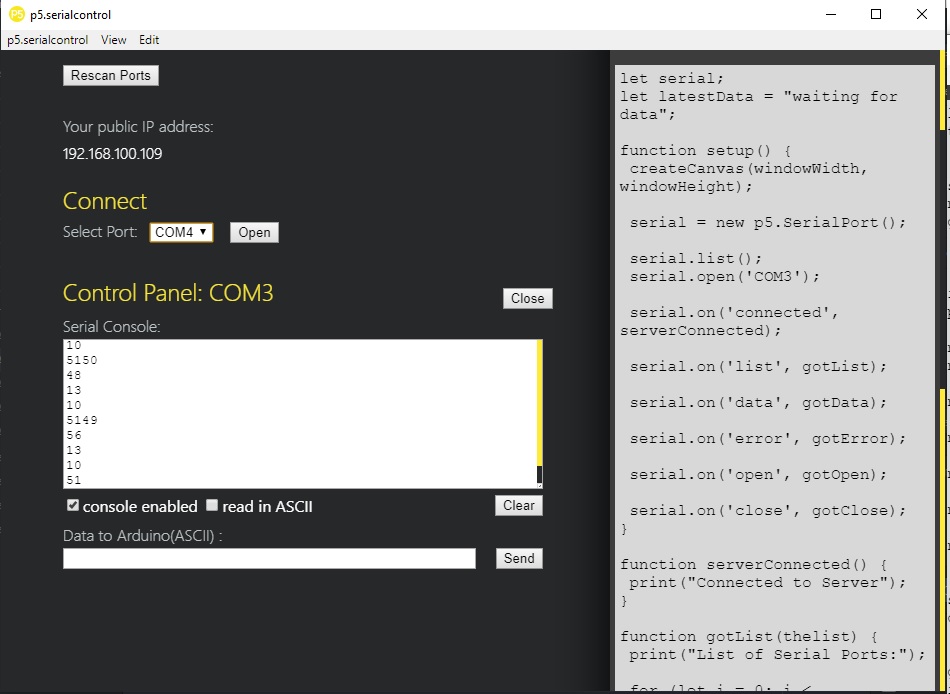 p5.serialcontrol
p5.serialcontrol View Edit
Rescan Ports
Your public IP address:
192.168.100.109
Connect
Select Port: COM4 Open
Control Panel: COM3
Close
Serial Console:
10
5150
48
13
10
5149
56
13
10
51
console enabled read in ASCII
Clear
Data to Arduino(ASCII) :
Send
let serial;
let latestData = "waiting for
data";
function setup() {
createCanvas(windowWidth,
windowHeight);
serial = new p5.SerialPort();
serial.list();
serial.open('COM3');
serial.on('connected',
serverConnected);
serial.on('list', gotList);
serial.on('data', gotData);
serial.on('error', gotError);
serial.on('open', gotOpen);
serial.on('close', gotClose);
}
function serverConnected() {
print("Connected to Server");
}
function gotList(thelist) {
print("List of Serial Ports:");
for (let i = 0; i <